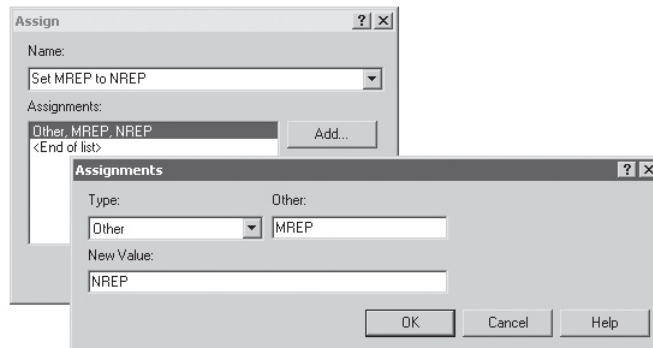 Assign
Name:
Set MREP to NREP
Assignments:
Other, MREP, NREP
<End of list>
Add...
Assignments
Type:
Other:
Other
MREP
New Value:
NREP
OK
Cancel
Help